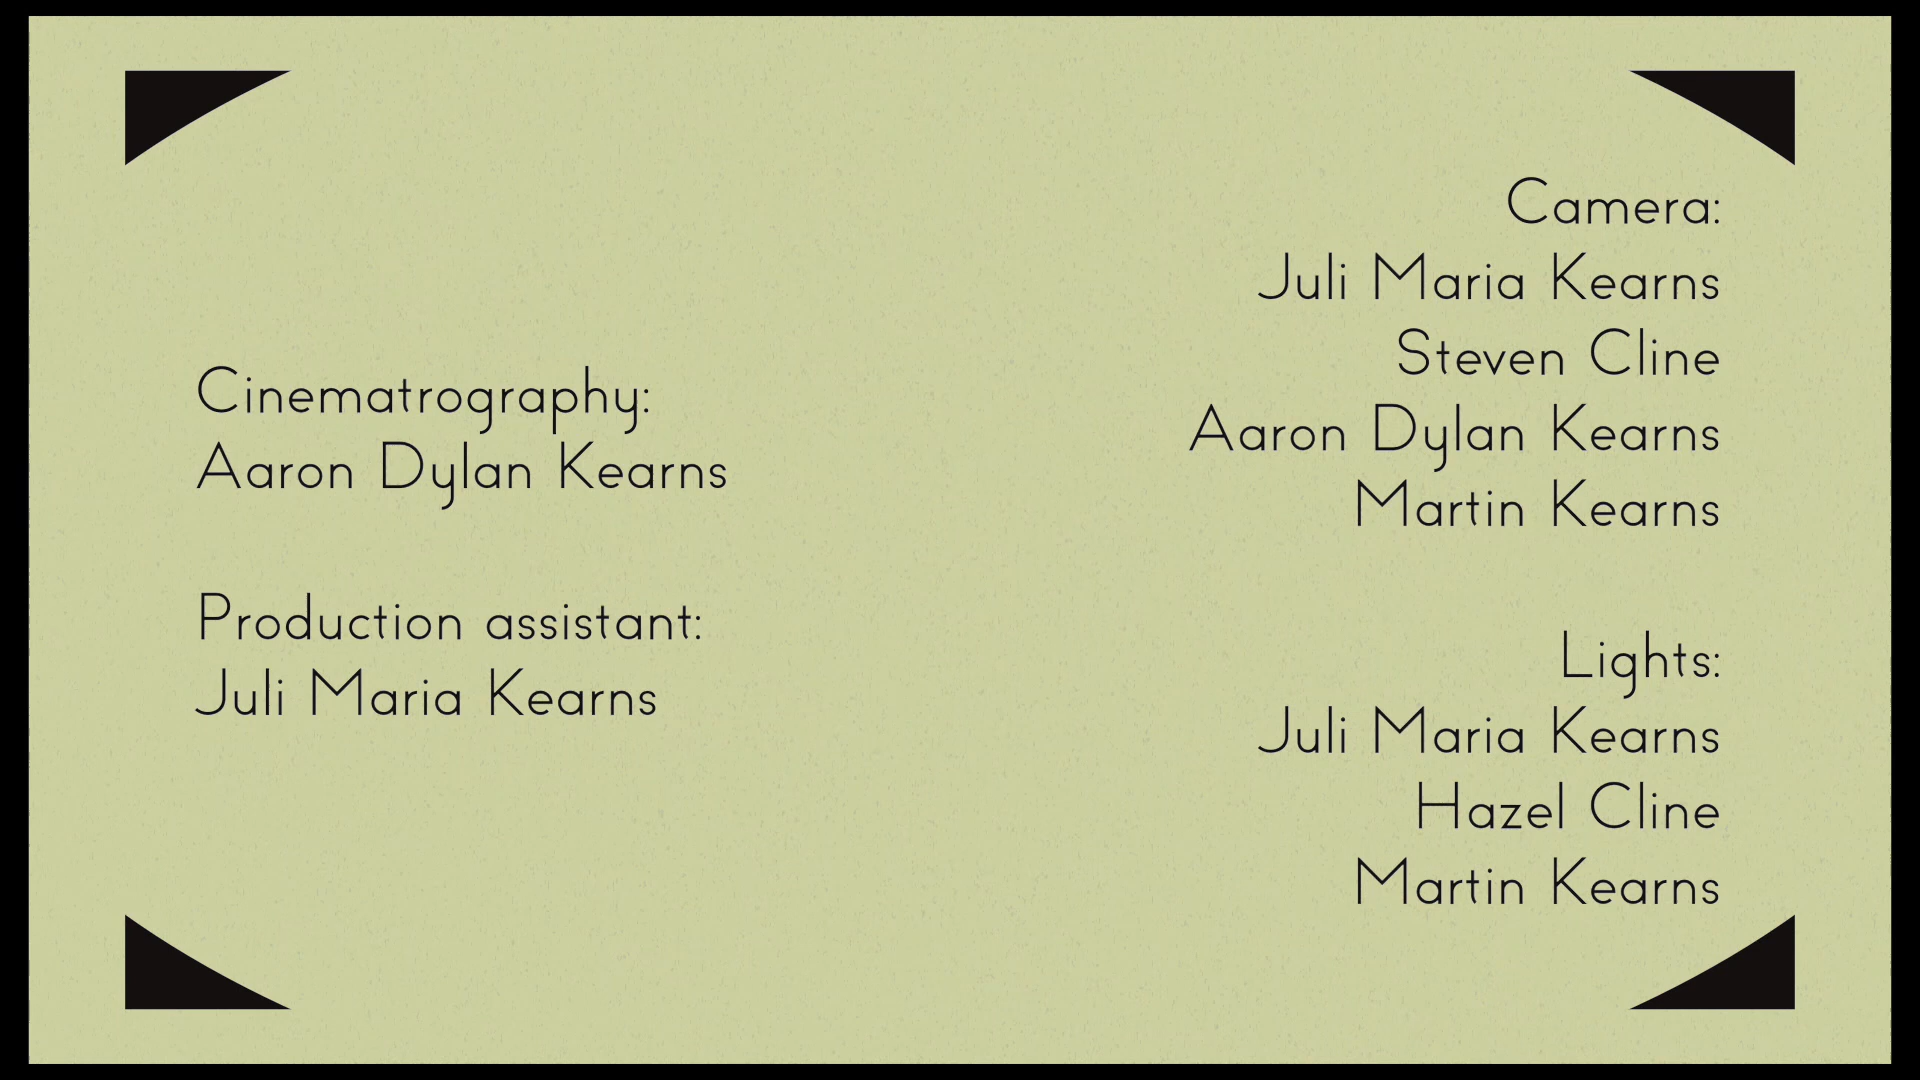 Cinematrography:
Aaron Dylan Kearns
Production assistant:
Juli Maria Kearns
Camera:
Juli Maria Kearns
Steven Cline
Aaron Dylan Kearns
Martin Kearns
Lights:
Juli Maria Kearns
Hazel Cline
Martin Kearns